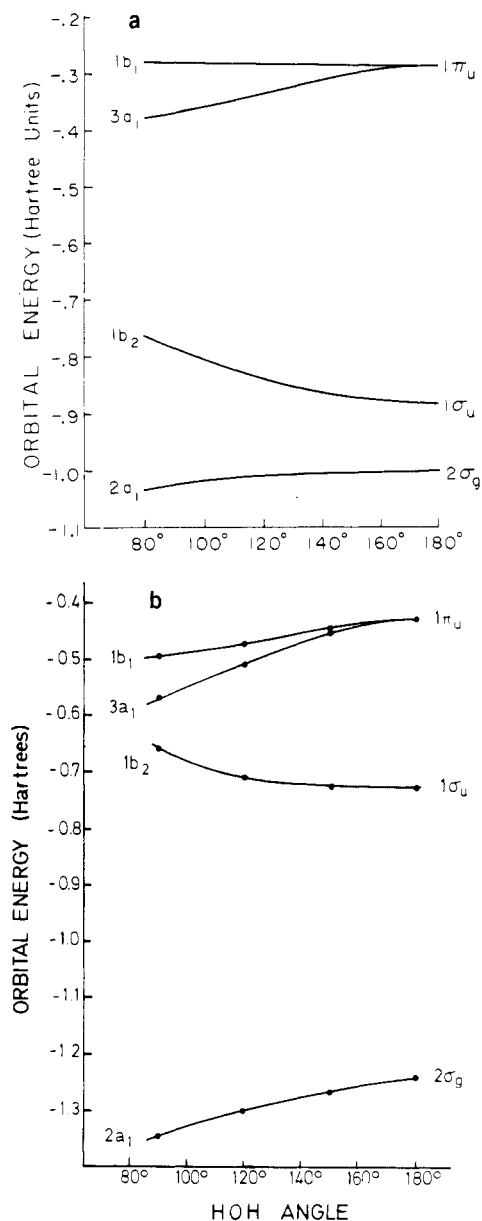 a
-.2
-.3
-.4
-.5
-.6
-.7
-.8
-.9
-1.0
-1.1
ORBITAL ENERGY (Hartree Units)
1b₁
3a₁
1b₂
2a₁
1πᵤ
1σᵤ
2σg
80° 100° 120° 140° 160° 180°
b
-0.4
-0.5
-0.6
-0.7
-0.8
-0.9
-1.0
-1.1
-1.2
-1.3
ORBITAL ENERGY (Hartrees)
1b₁
3a₁
1b₂
2a₁
1πᵤ
1σᵤ
2σg
80° 100° 120° 140° 160° 180°
HOH ANGLE